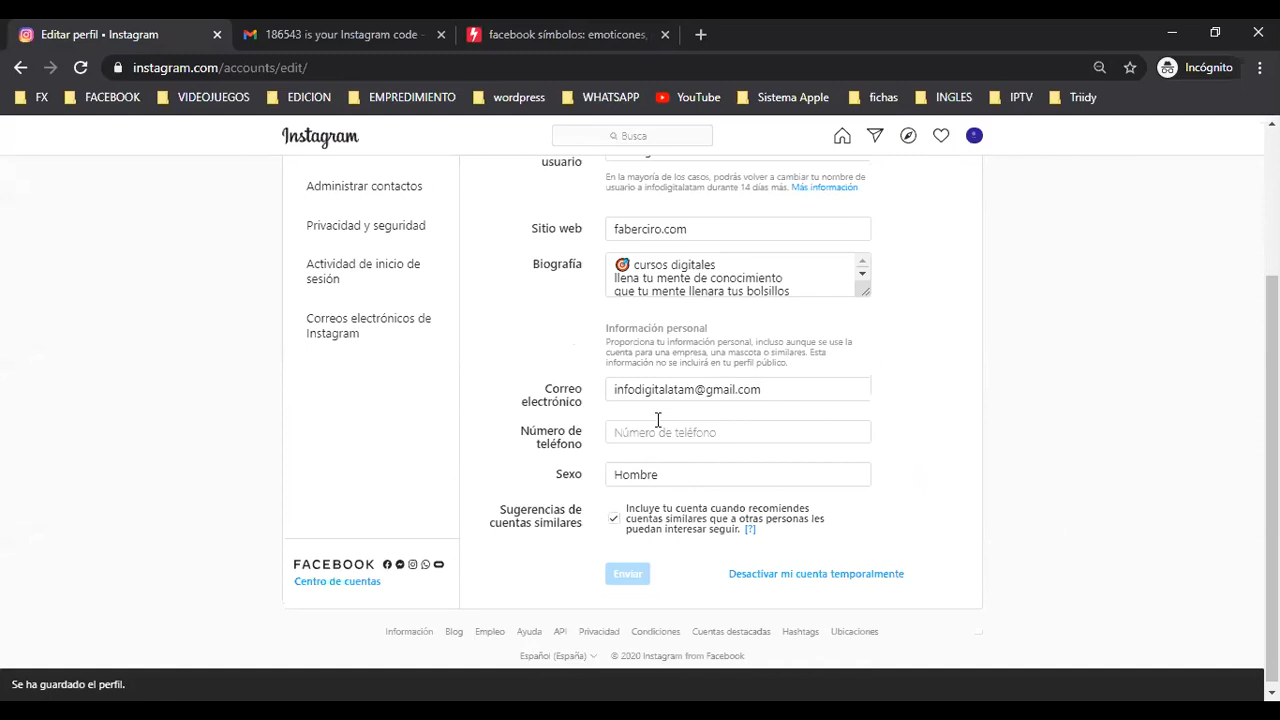 Editar perfil • Instagram
186543 is your Instagram code -
facebook símbolos: emoticones,
instagram.com/accounts/edit/
Incógnito
FX
FACEBOOK
VIDEOJUEGOS
EDICION
EMPREDIMIENTO
wordpress
WHATSAPP
YouTube
Sistema Apple
fichas
INGLES
IPTV
Triidy
Instagram
Busca
Administrar contactos
Privacidad y seguridad
Actividad de inicio de
sesión
Correos electrónicos de
Instagram
FACEBOOK
Centro de cuentas
usuario
En la mayoría de los casos, podrás volver a cambiar tu nombre de
usuario a infodigitalatam durante 14 días más. Más información
Sitio web
faberciro.com
Biografía
cursos digitales
llena tu mente de conocimiento
que tu mente llenara tus bolsillos
Información personal
Proporciona tu información personal, incluso aunque se use la
cuenta para una empresa, una mascota o similares. Esta
información no se incluirá en tu perfil público.
Correo
electrónico
infodigitalatam@gmail.com
Número de
teléfono
Número de teléfono
Sexo
Hombre
Sugerencias de
cuentas similares
Incluye tu cuenta cuando recomiendes
cuentas similares que a otras personas les
puedan interesar seguir. [?]
Enviar
Desactivar mi cuenta temporalmente
Información Blog Empleo Ayuda API Privacidad Condiciones Cuentas destacadas Hashtags Ubicaciones
Español (España) © 2020 Instagram from Facebook
Se ha guardado el perfil.